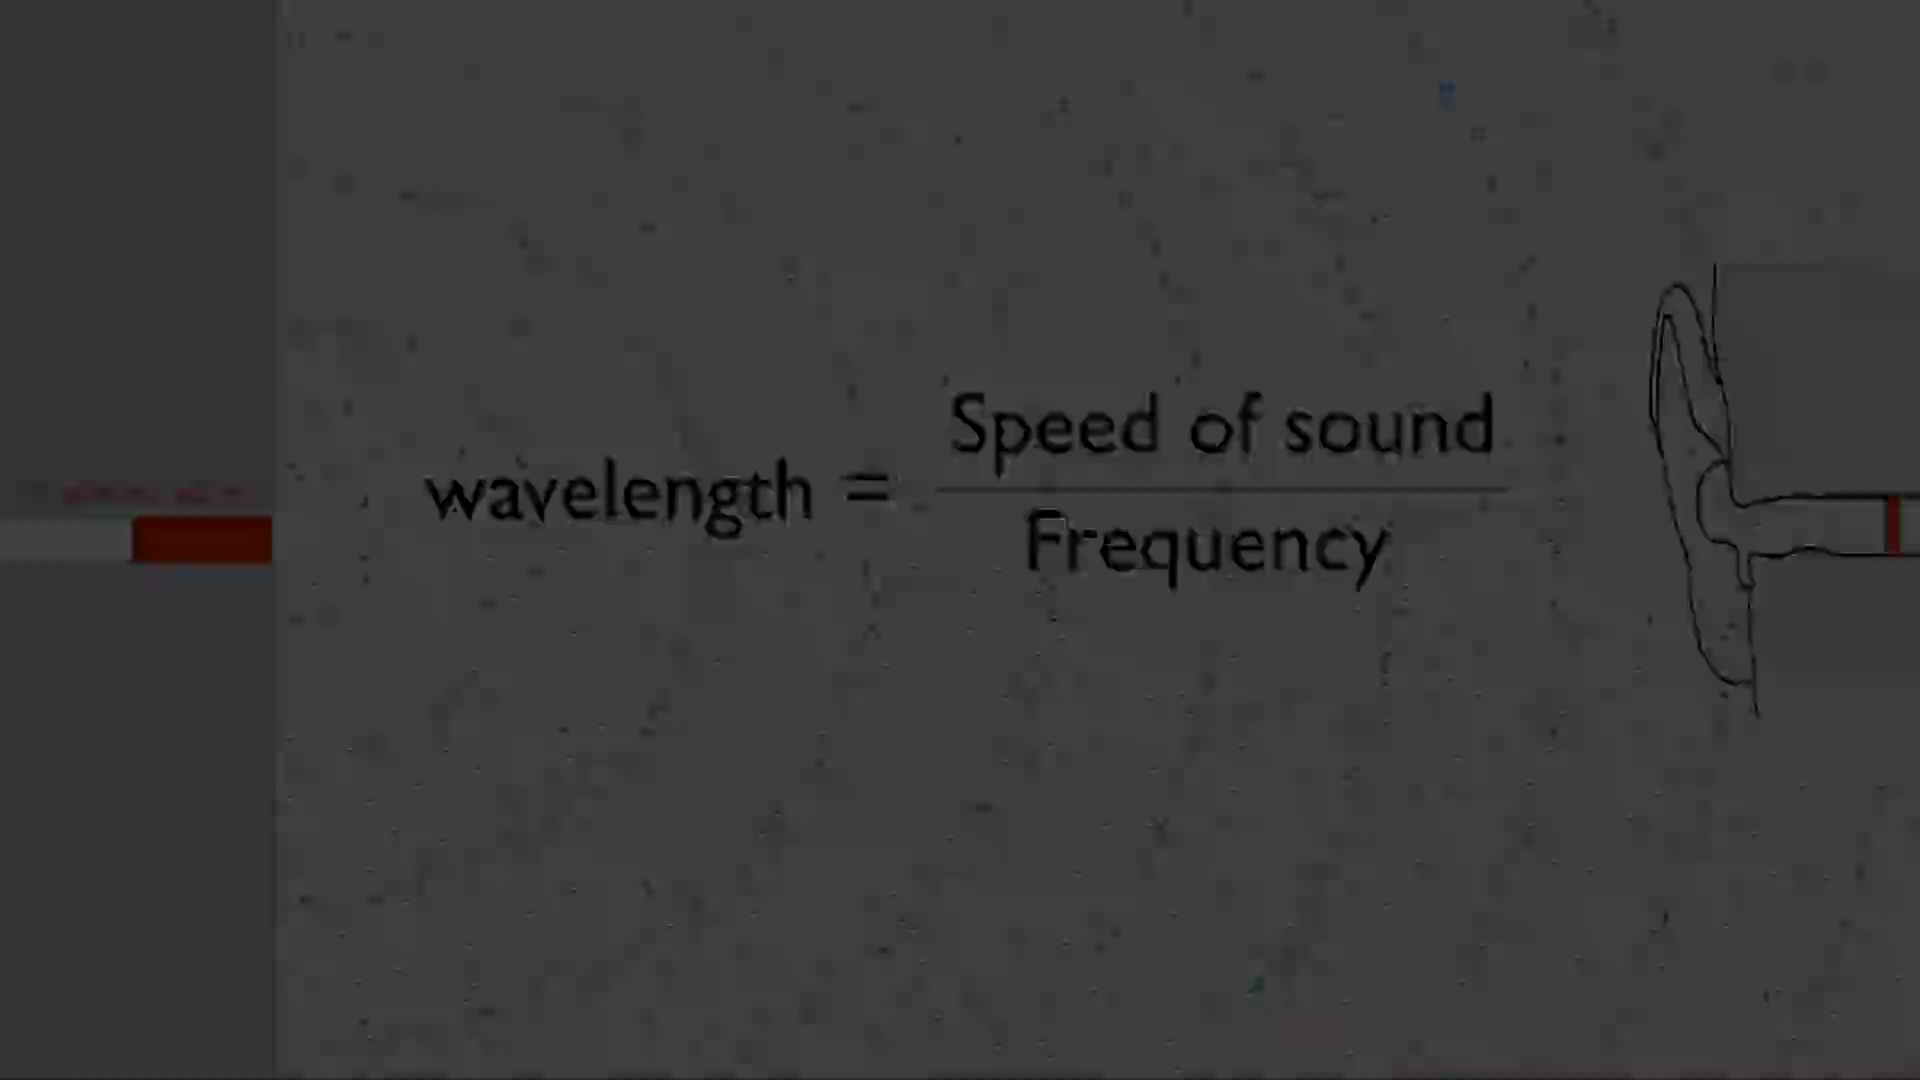 wavelength = Speed of sound
Frequency